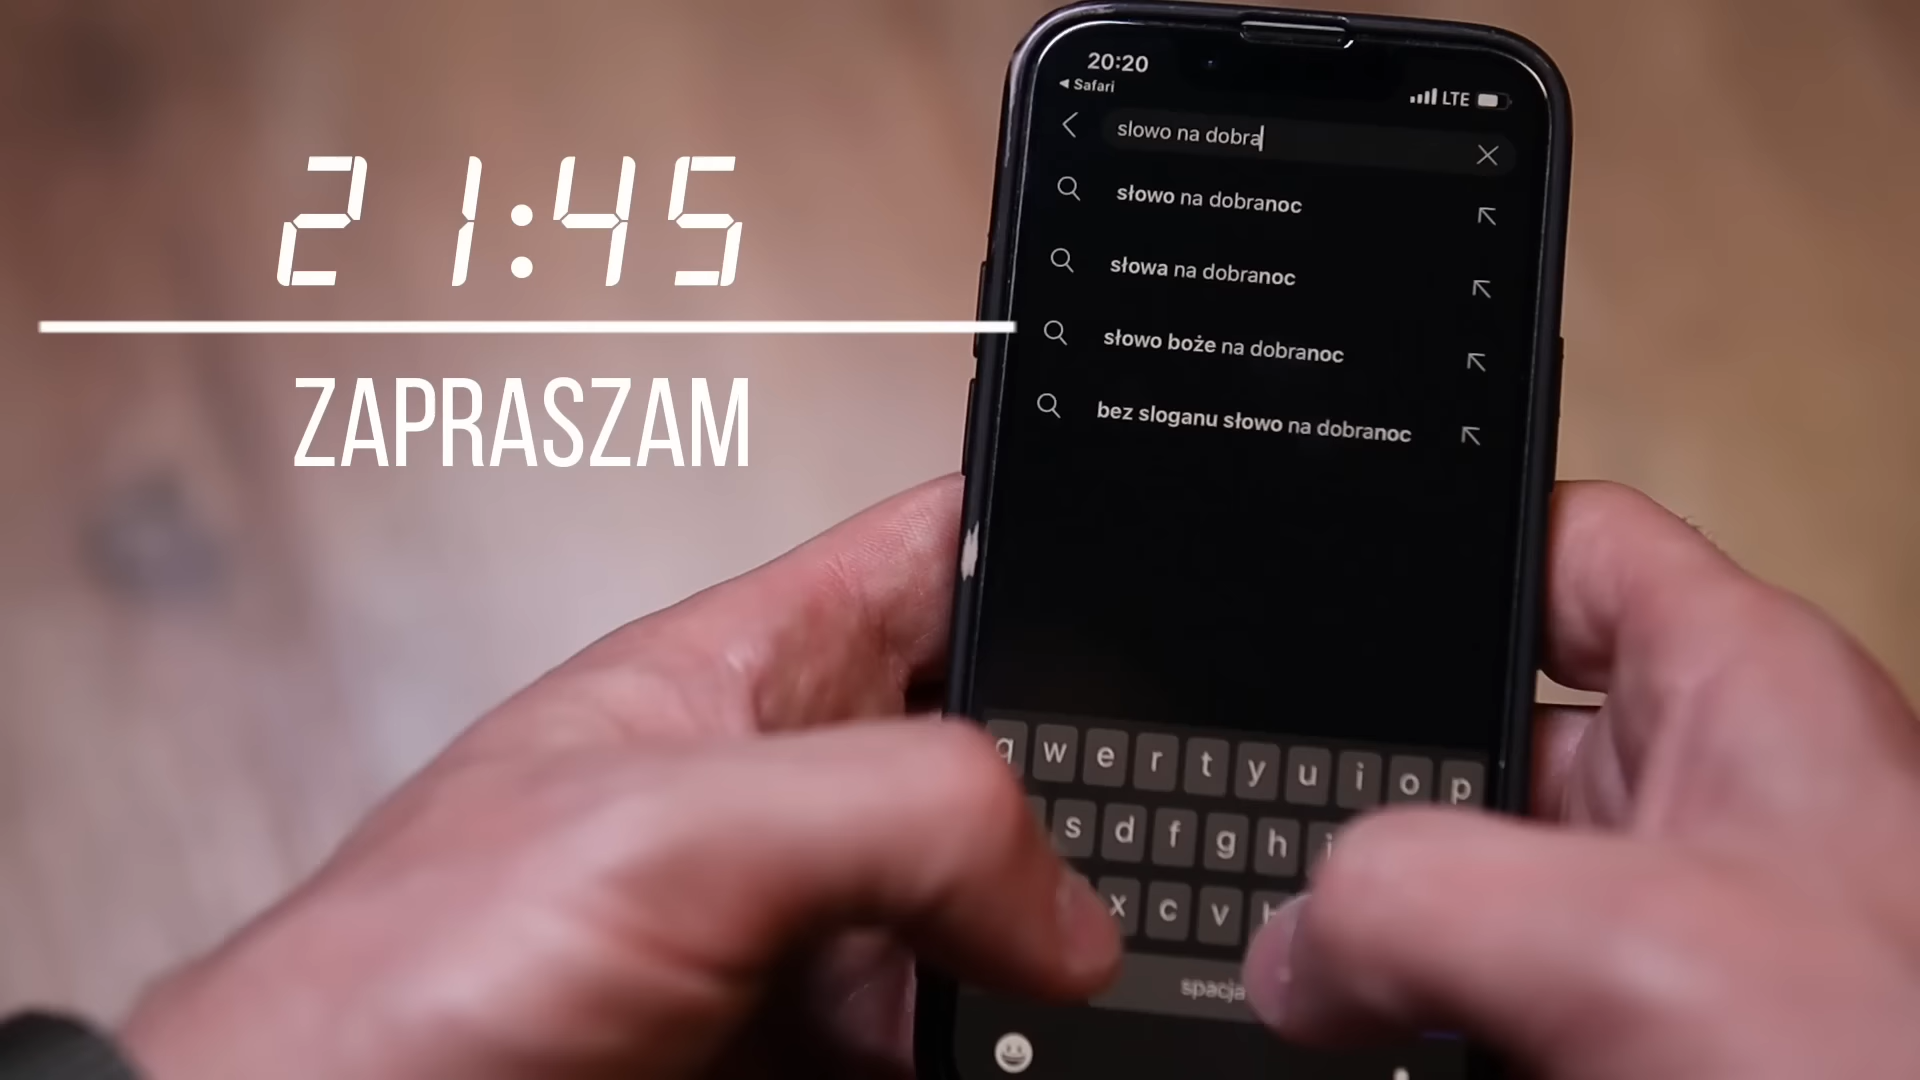 21:45
ZAPRASZAM
20:20
◀ Safari
LTE
slowo na dobra
słowo na dobranoc
słowa na dobranoc
słowo boże na dobranoc
bez sloganu słowo na dobranoc
q w e r t y u i o p
s d f g h j
x c v
spacja